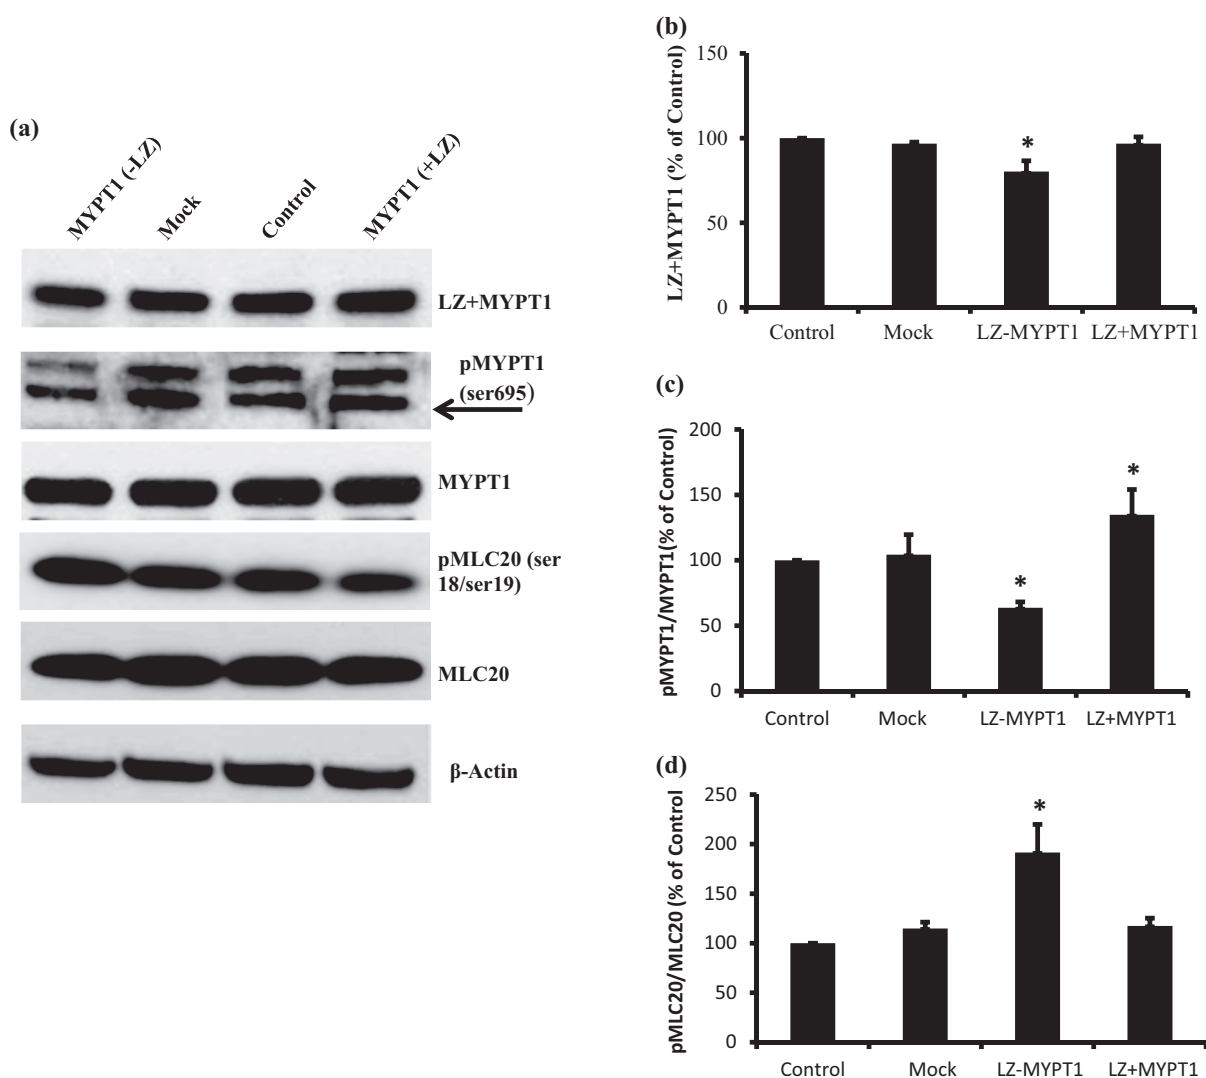 (a)
MYPT1 (-LZ)
Mock
Control
MYPT1 (+LZ)
LZ+MYPT1
pMYPT1
(ser695)
MYPT1
pMLC20 (ser
18/ser19)
MLC20
β-Actin
(b)
LZ+MYPT1 (% of Control)
150
100
50
0
*
Control Mock LZ-MYPT1 LZ+MYPT1
(c)
pMYPT1/MYPT1(% of Control)
200
150
100
50
0
*
*
Control Mock LZ-MYPT1 LZ+MYPT1
(d)
pMLC20/MLC20 (% of Control
250
200
150
100
50
0
*
Control Mock LZ-MYPT1 LZ+MYPT1